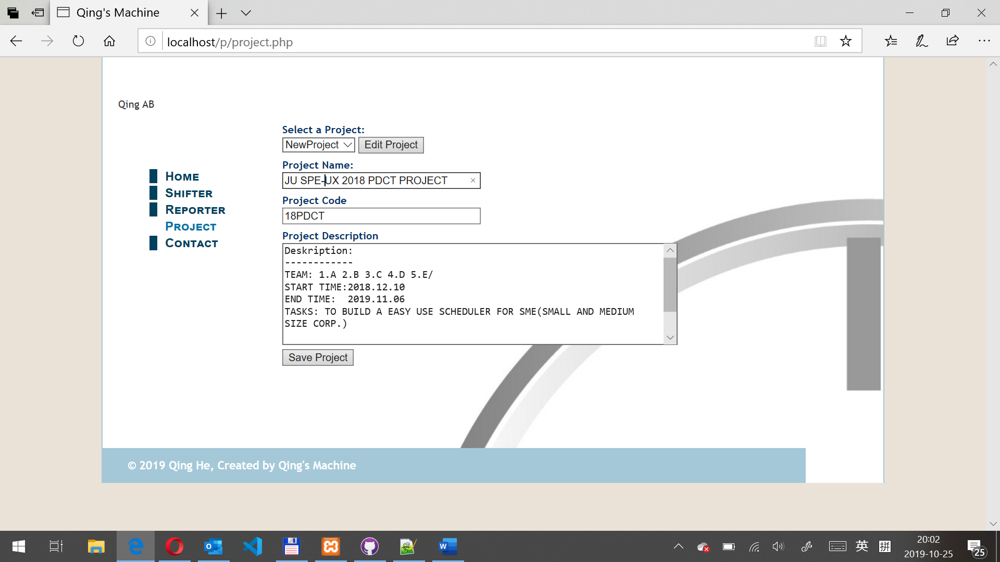 Qing's Machine
localhost/p/project.php
Qing AB
Select a Project:
NewProject Edit Project
Project Name:
JU SPE-UX 2018 PDCT PROJECT
Project Code
18PDCT
Project Description
Deskription:
------------
TEAM: 1.A 2.B 3.C 4.D 5.E/
START TIME:2018.12.10
END TIME:  2019.11.06
TASKS: TO BUILD A EASY USE SCHEDULER FOR SME(SMALL AND MEDIUM
SIZE CORP.)
Save Project
Home
Shifter
Reporter
Project
Contact
© 2019 Qing He, Created by Qing's Machine
英
拼
20:02
2019-10-25
25